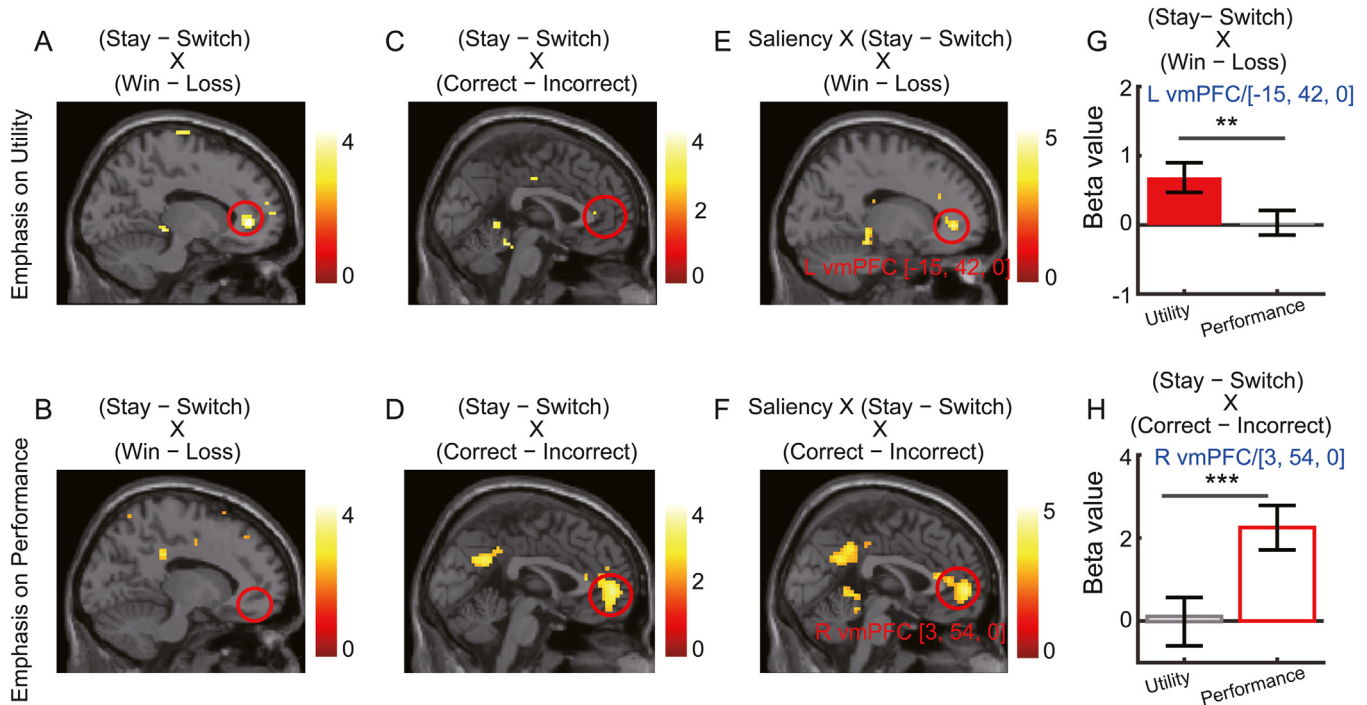 A
(Stay − Switch)
X
(Win − Loss)
C
(Stay − Switch)
X
(Correct − Incorrect)
E
Saliency X (Stay − Switch)
X
(Win − Loss)
G
(Stay− Switch)
X
(Win − Loss)
Emphasis on Utility
4
0
4
2
0
5
0
L vmPFC [-15, 42, 0]
L vmPFC/[-15, 42, 0]
**
Beta value
2
1
0
-1
Utility
Performance
B
(Stay − Switch)
X
(Win − Loss)
D
(Stay − Switch)
X
(Correct − Incorrect)
F
Saliency X (Stay − Switch)
X
(Correct − Incorrect)
H
(Stay − Switch)
X
(Correct − Incorrect)
Emphasis on Performance
4
0
4
2
0
5
0
R vmPFC [3, 54, 0]
R vmPFC/[3, 54, 0]
***
Beta value
4
2
0
Utility
Performance